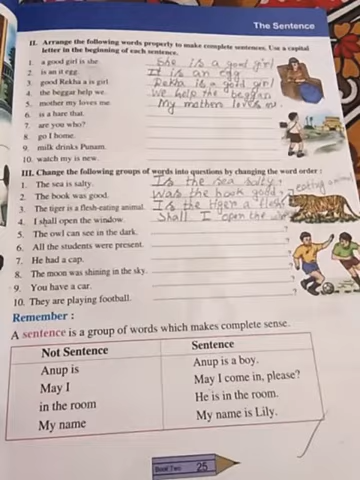 The Sentence
II. Arrange the following words properly to make complete sentences. Use a capital
letter in the beginning of each sentence.
1. a good girl is she. She is a good girl
2. is an it egg. It is an egg
3. good Rekha a is girl Rekha is a good girl
4. the beggar help we. We help the beggar
5. mother my loves me. My mother loves me.
6. is a hare that.
7. are you who?
8. go I home.
9. milk drinks Punam.
10. watch my is new.
III. Change the following groups of words into questions by changing the word order :
1. The sea is salty. Is the sea salty?
2. The book was good. Was the book good?
3. The tiger is a flesh-eating animal. Is the tiger a flesh eating animal
4. I shall open the window. Shall I open the
5. The owl can see in the dark. ?
6. All the students were present. ?
7. He had a cap. ?
8. The moon was shining in the sky. ?
9. You have a car. ?
10. They are playing football. ?
Remember :
A sentence is a group of words which makes complete sense.
Not Sentence Sentence
Anup is Anup is a boy.
May I May I come in, please?
in the room He is in the room.
My name My name is Lily.
Book Two 25